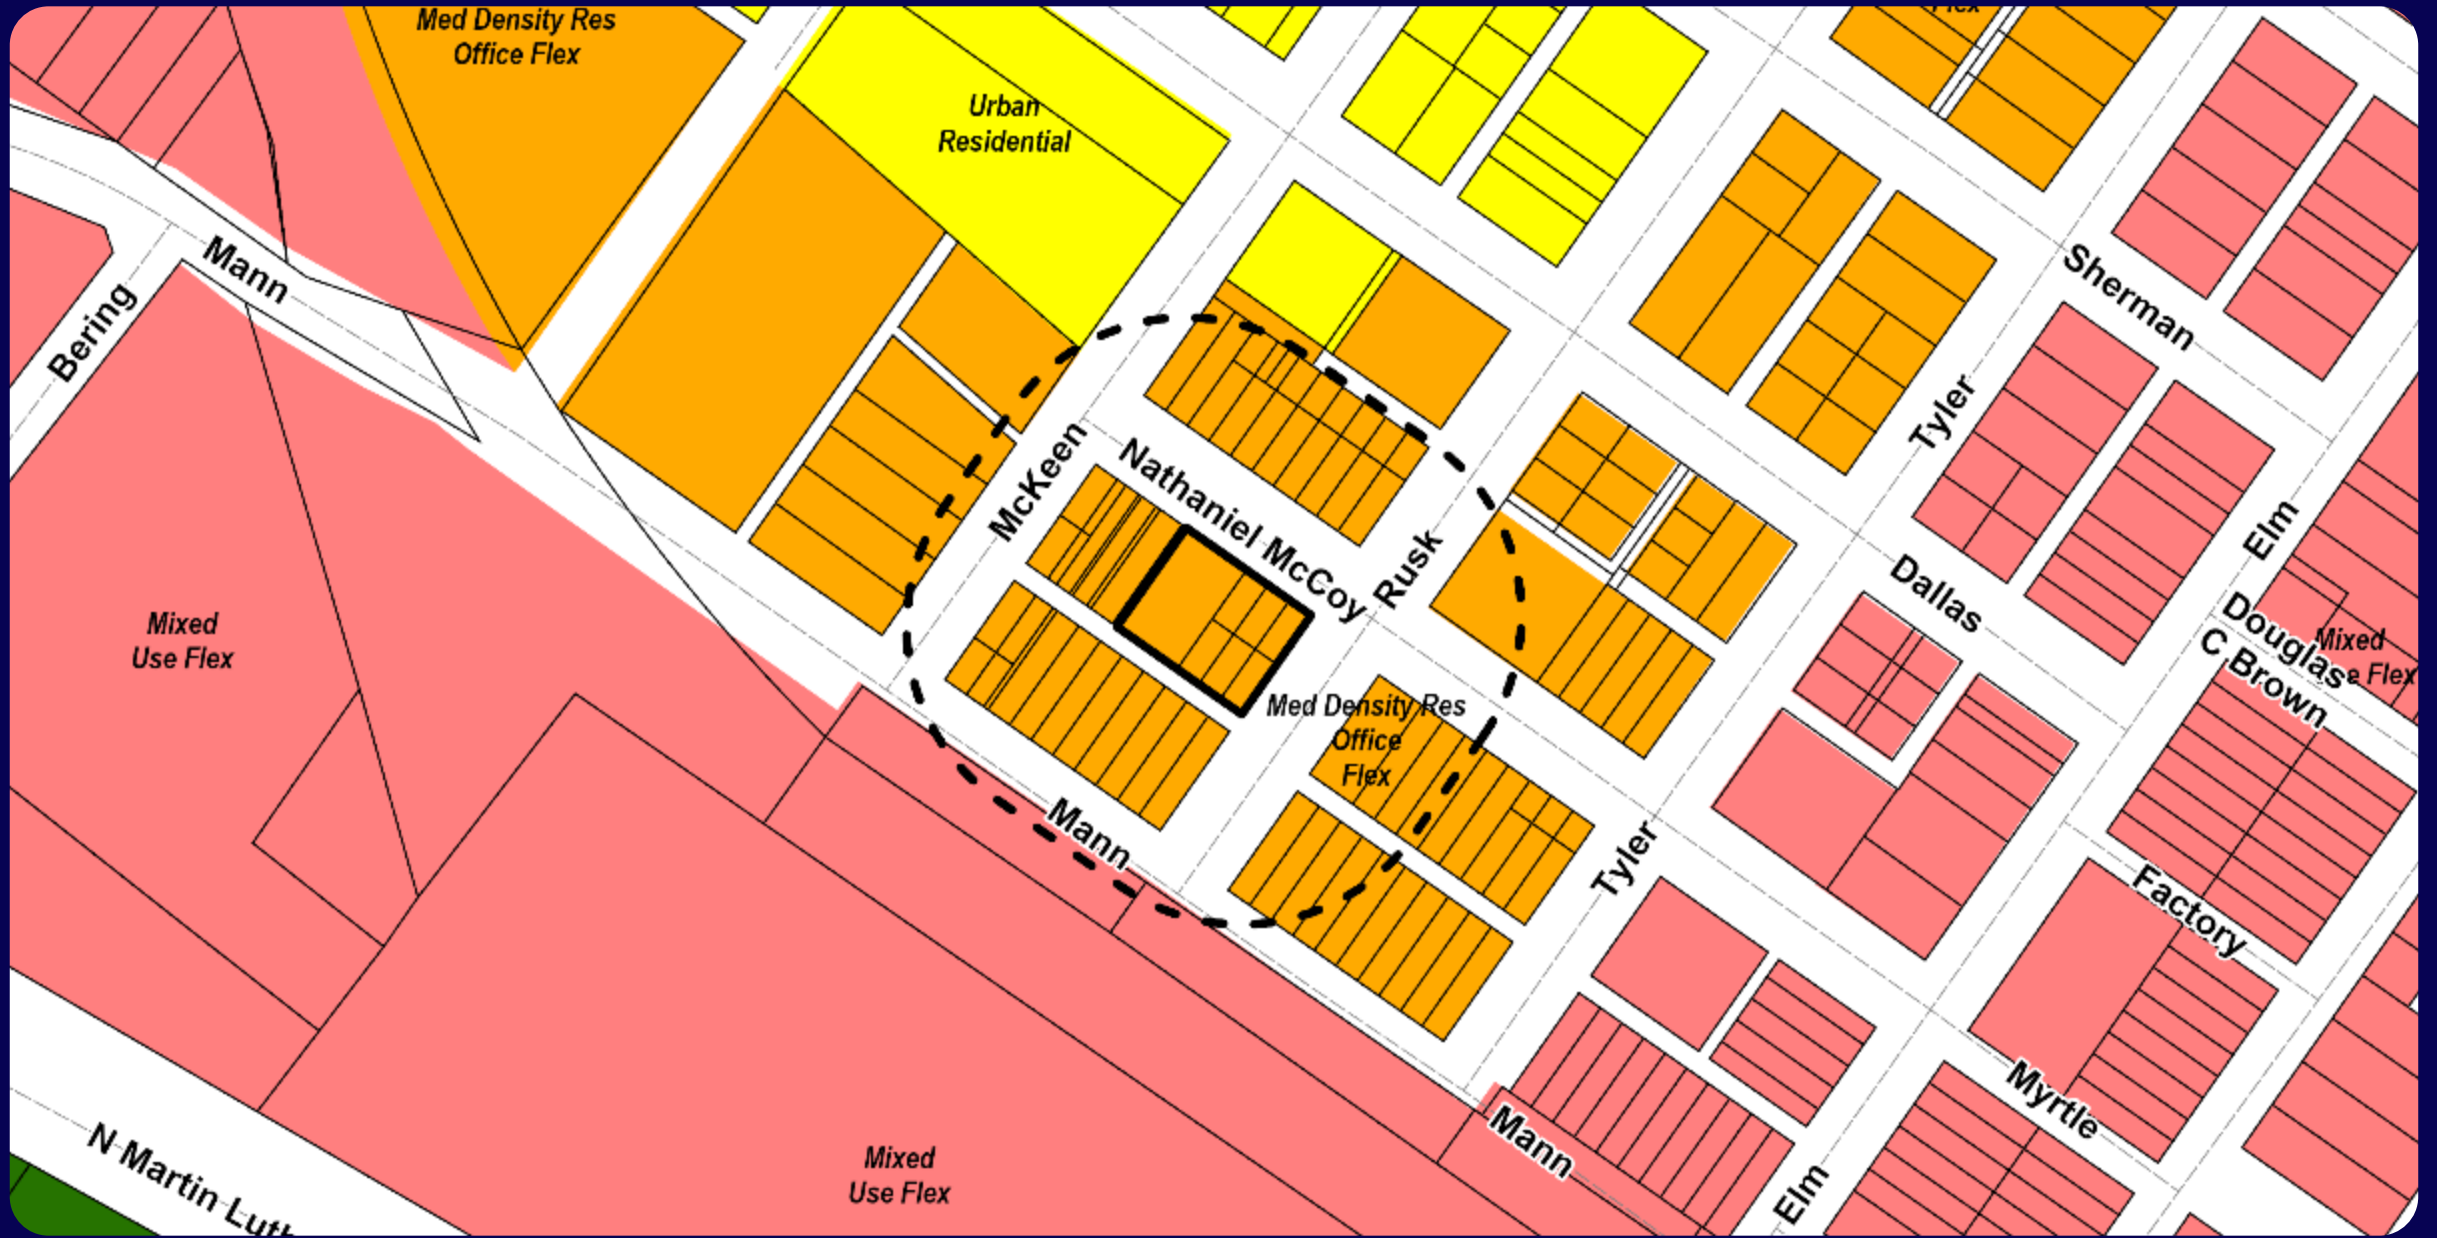 Med Density Res
Office Flex
Flex
Urban
Residential
Mann
Bering
Sherman
Tyler
McKeen
Nathaniel McCoy
Rusk
Elm
Dallas
Douglas
C Brown
Mixed
e Flex
Mixed
Use Flex
Med Density Res
Office
Flex
Mann
Tyler
Factory
Myrtle
Mann
Elm
Mixed
Use Flex
N Martin Luth